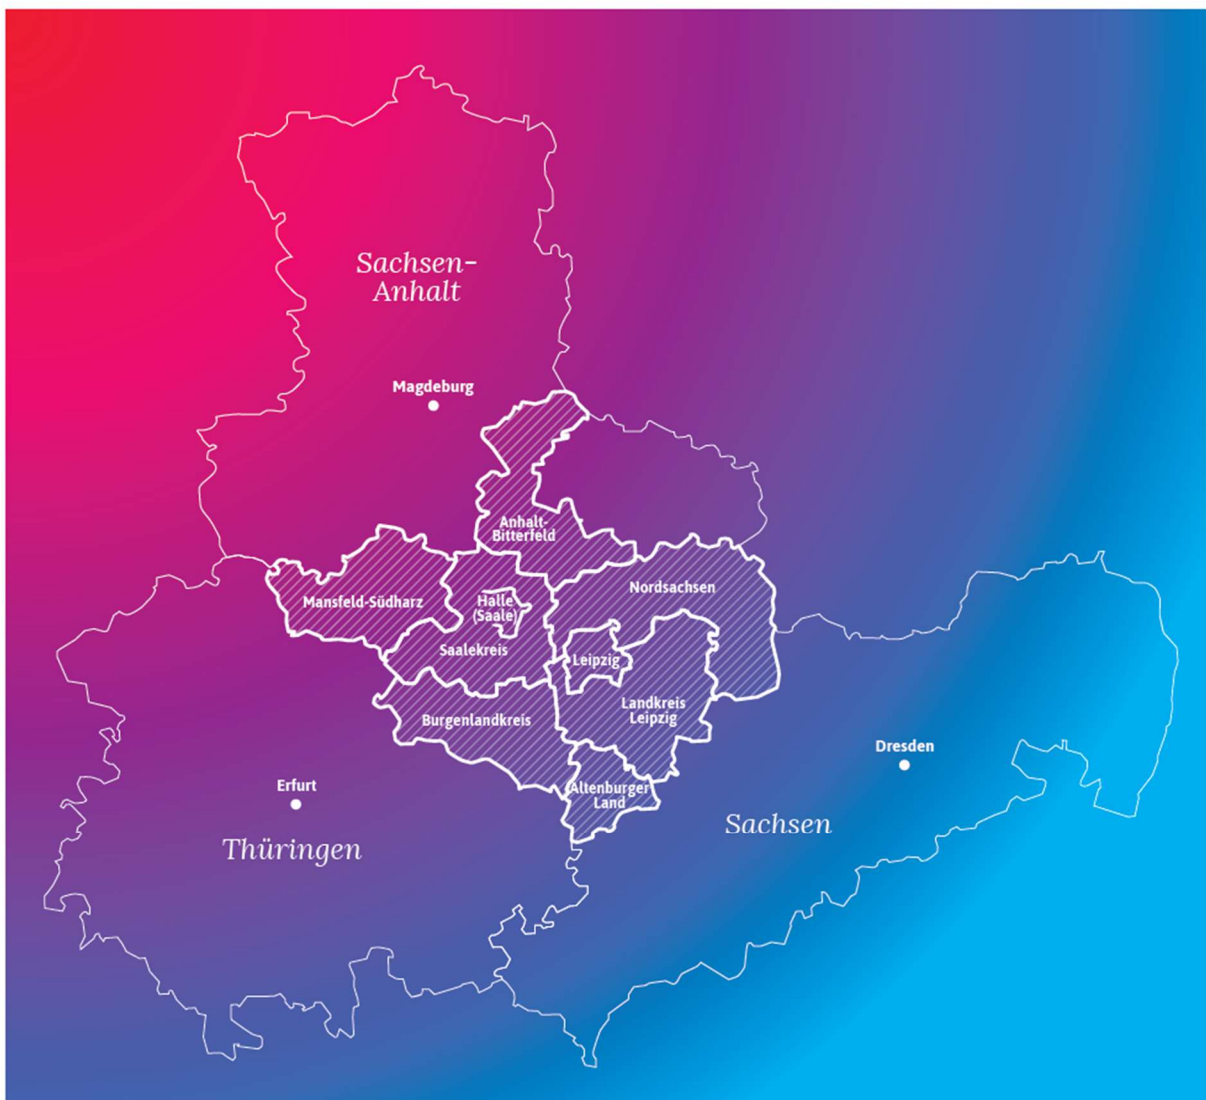 Sachsen-
Anhalt
Magdeburg
Anhalt-
Bitterfeld
Nordsachsen
Mansfeld-Südharz
Halle
(Saale)
Saalekreis
Leipzig
Landkreis
Leipzig
Burgenlandkreis
Dresden
Erfurt
Altenburger
Land
Sachsen
Thüringen